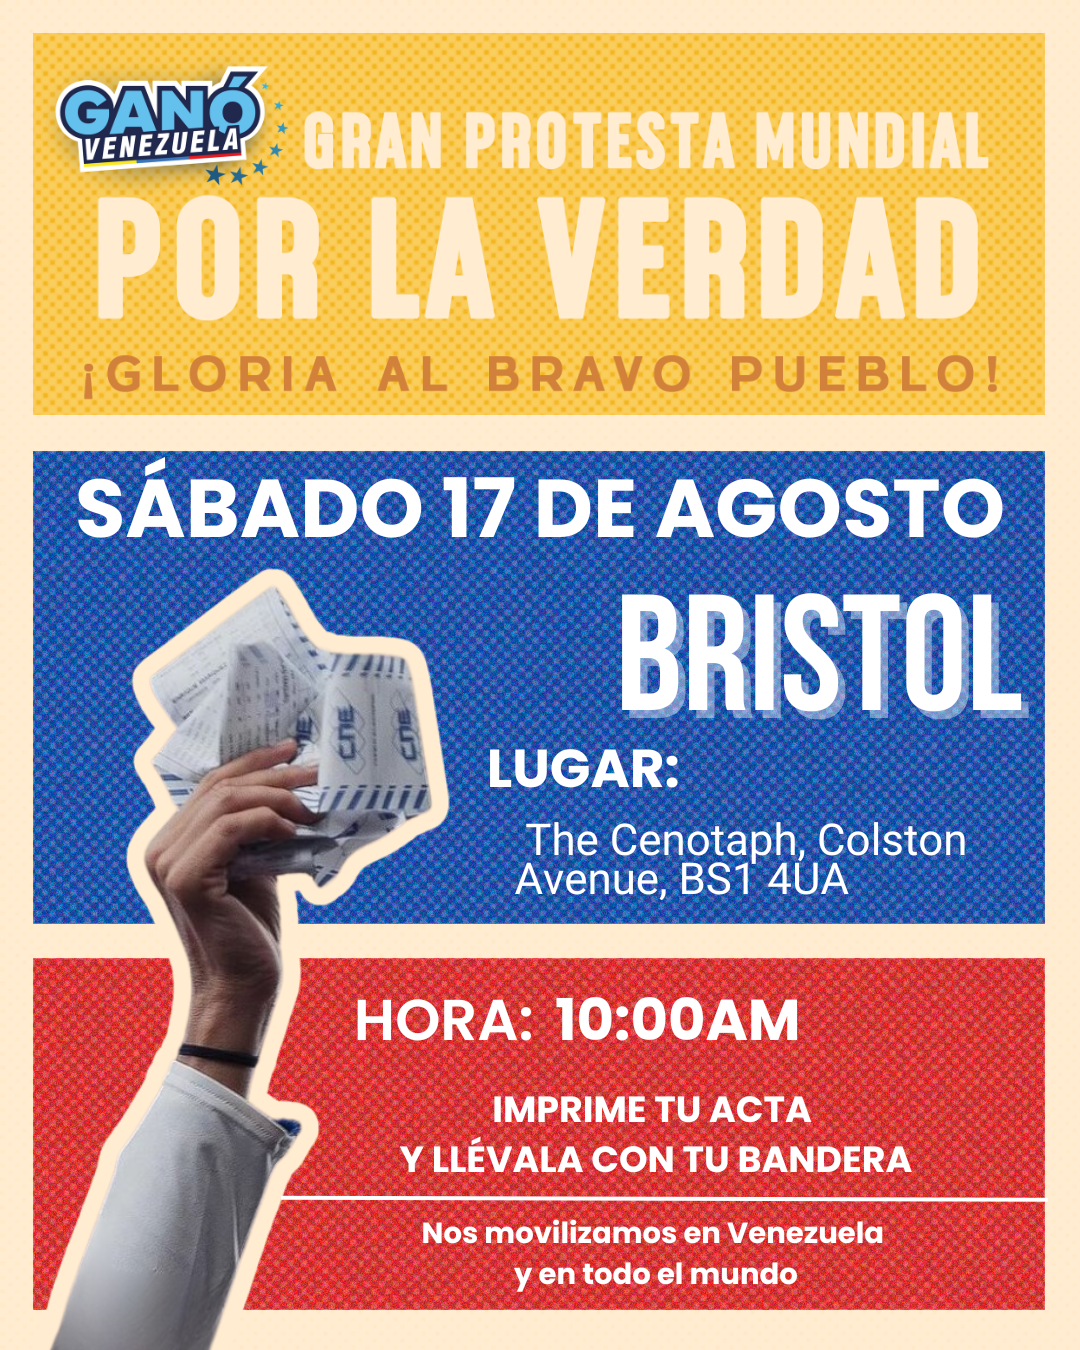 GANÓ
VENEZUELA
GRAN PROTESTA MUNDIAL
POR LA VERDAD
¡GLORIA AL BRAVO PUEBLO!
SÁBADO 17 DE AGOSTO
BRISTOL
CNE
CNE
LUGAR:
The Cenotaph, Colston
Avenue, BS1 4UA
HORA: 10:00AM
IMPRIME TU ACTA
Y LLÉVALA CON TU BANDERA
Nos movilizamos en Venezuela
y en todo el mundo